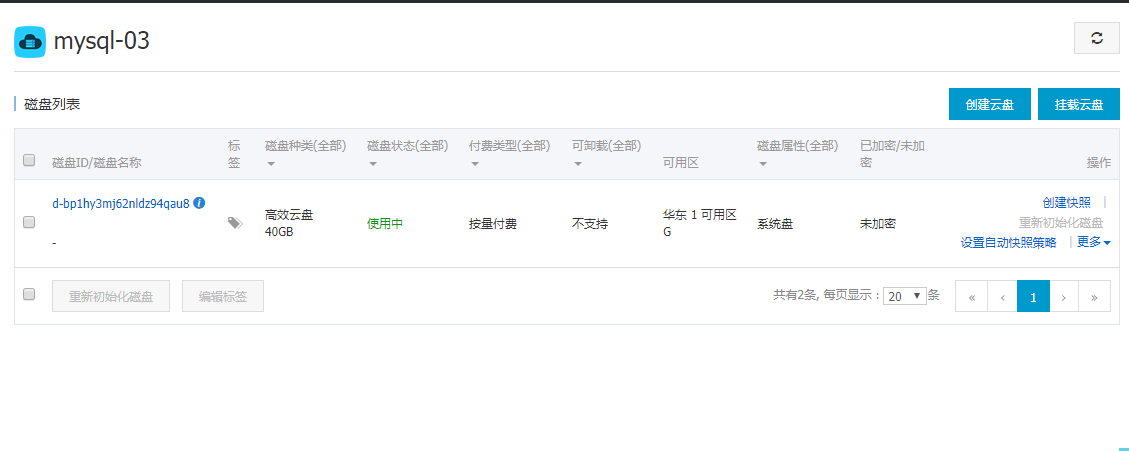 mysql-03
磁盘列表
创建云盘
挂载云盘
磁盘ID/磁盘名称
标签
磁盘种类(全部)
磁盘状态(全部)
付费类型(全部)
可卸载(全部)
可用区
磁盘属性(全部)
已加密/未加密
操作
d-bp1hy3mj62nldz94qau8
-
高效云盘
40GB
使用中
按量付费
不支持
华东 1 可用区
G
系统盘
未加密
创建快照 |
重新初始化磁盘
设置自动快照策略 | 更多
重新初始化磁盘
编辑标签
共有2条, 每页显示：20 条
« ‹ 1 › »